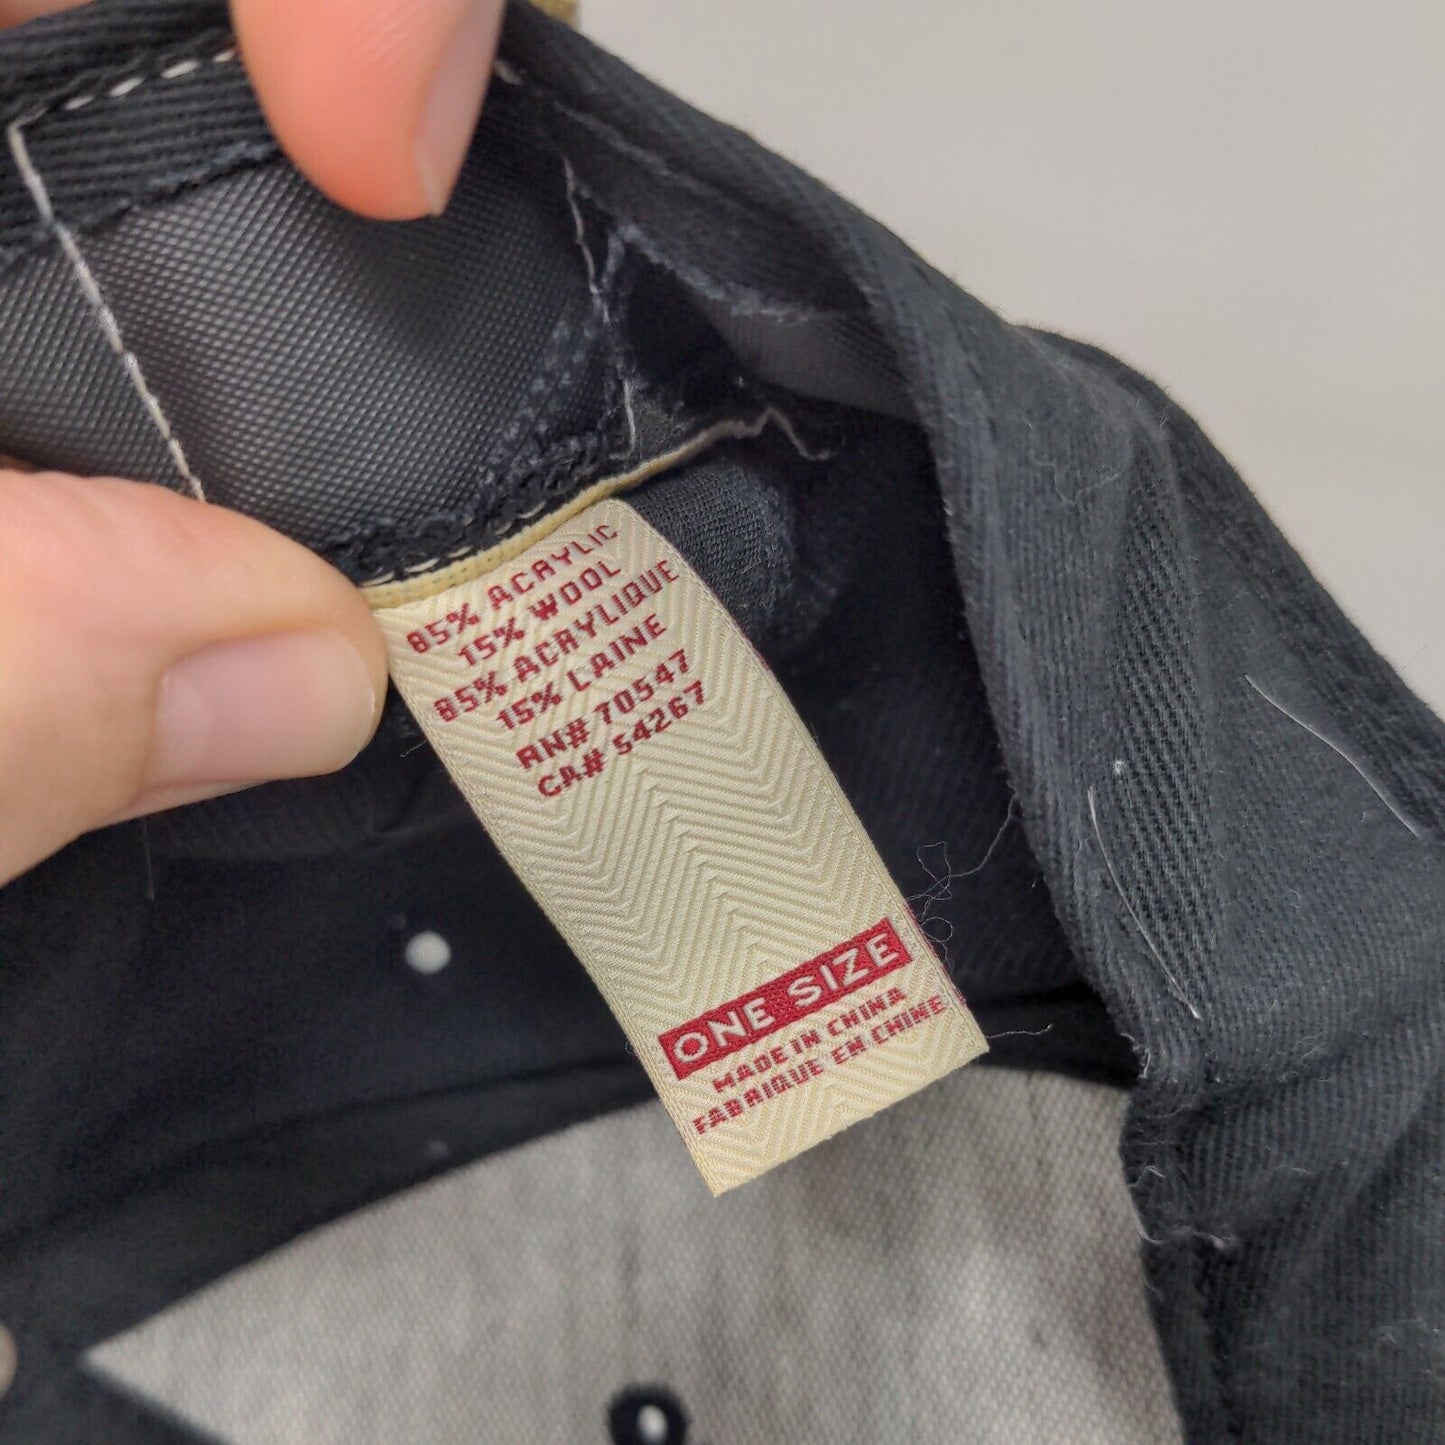 85% ACRYLIC
15% WOOL
85% ACRYLIQUE
15% LAINE
RN# 70547
CA# 54267
ONE SIZE
MADE IN CHINA
FABRIQUE EN CHINE